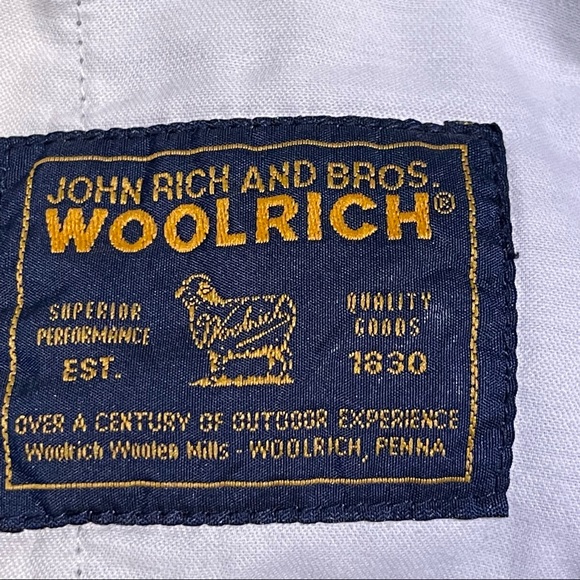 JOHN RICH AND BROS.
WOOLRICH®
SUPERIOR
PERFORMANCE
EST.
Woolrich
QUALITY
GOODS
1830
OVER A CENTURY OF OUTDOOR EXPERIENCE
Woolrich Woolen Mills - WOOLRICH, PENNA